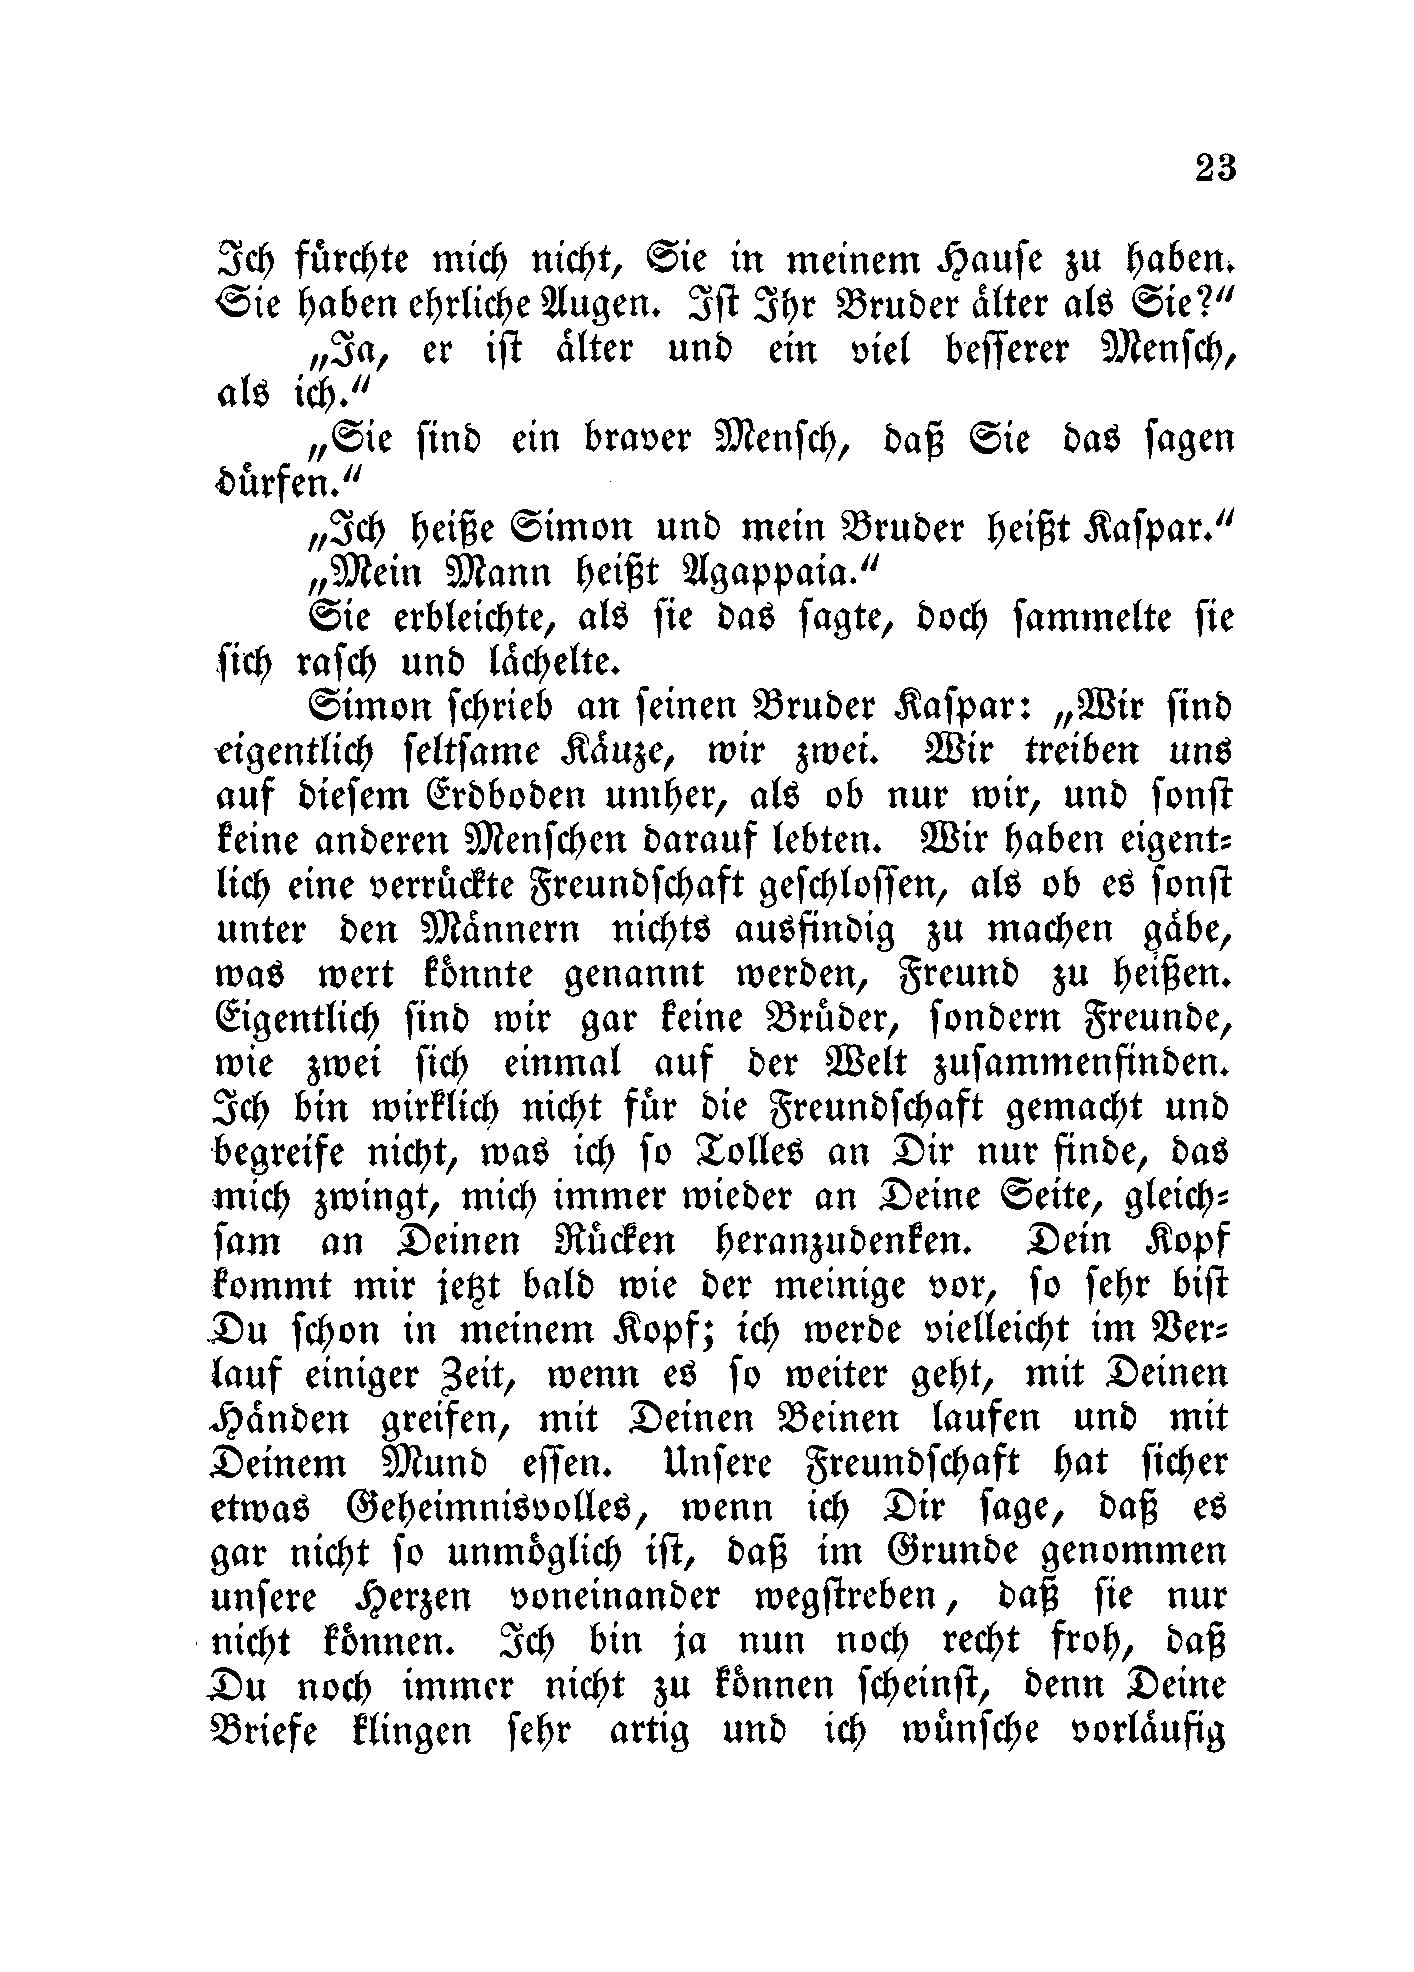 23
Ich fürchte mich nicht, Sie in meinem Hause zu haben.
Sie haben ehrliche Augen. Ist Ihr Bruder älter als Sie?“
„Ja, er ist älter und ein viel besserer Mensch,
als ich.“
„Sie sind ein braver Mensch, daß Sie das sagen
dürfen.“
„Ich heiße Simon und mein Bruder heißt Kaspar.“
„Mein Mann heißt Agappaia.“
Sie erbleichte, als sie das sagte, doch sammelte sie
sich rasch und lächelte.
Simon schrieb an seinen Bruder Kaspar: „Wir sind
eigentlich seltsame Käuze, wir zwei. Wir treiben uns
auf diesem Erdboden umher, als ob nur wir, und sonst
keine anderen Menschen darauf lebten. Wir haben eigent-
lich eine verrückte Freundschaft geschlossen, als ob es sonst
unter den Männern nichts ausfindig zu machen gäbe,
was wert könnte genannt werden, Freund zu heißen.
Eigentlich sind wir gar keine Brüder, sondern Freunde,
wie zwei sich einmal auf der Welt zusammenfinden.
Ich bin wirklich nicht für die Freundschaft gemacht und
begreife nicht, was ich so Tolles an Dir nur finde, das
mich zwingt, mich immer wieder an Deine Seite, gleich-
sam an Deinen Rücken heranzudenken. Dein Kopf
kommt mir jetzt bald wie der meinige vor, so sehr bist
Du schon in meinem Kopf; ich werde vielleicht im Ver-
lauf einiger Zeit, wenn es so weiter geht, mit Deinen
Händen greifen, mit Deinen Beinen laufen und mit
Deinem Mund essen. Unsere Freundschaft hat sicher
etwas Geheimnisvolles, wenn ich Dir sage, daß es
gar nicht so unmöglich ist, daß im Grunde genommen
unsere Herzen voneinander wegstreben, daß sie nur
nicht können. Ich bin ja nun noch recht froh, daß
Du noch immer nicht zu können scheinst, denn Deine
Briefe klingen sehr artig und ich wünsche vorläufig